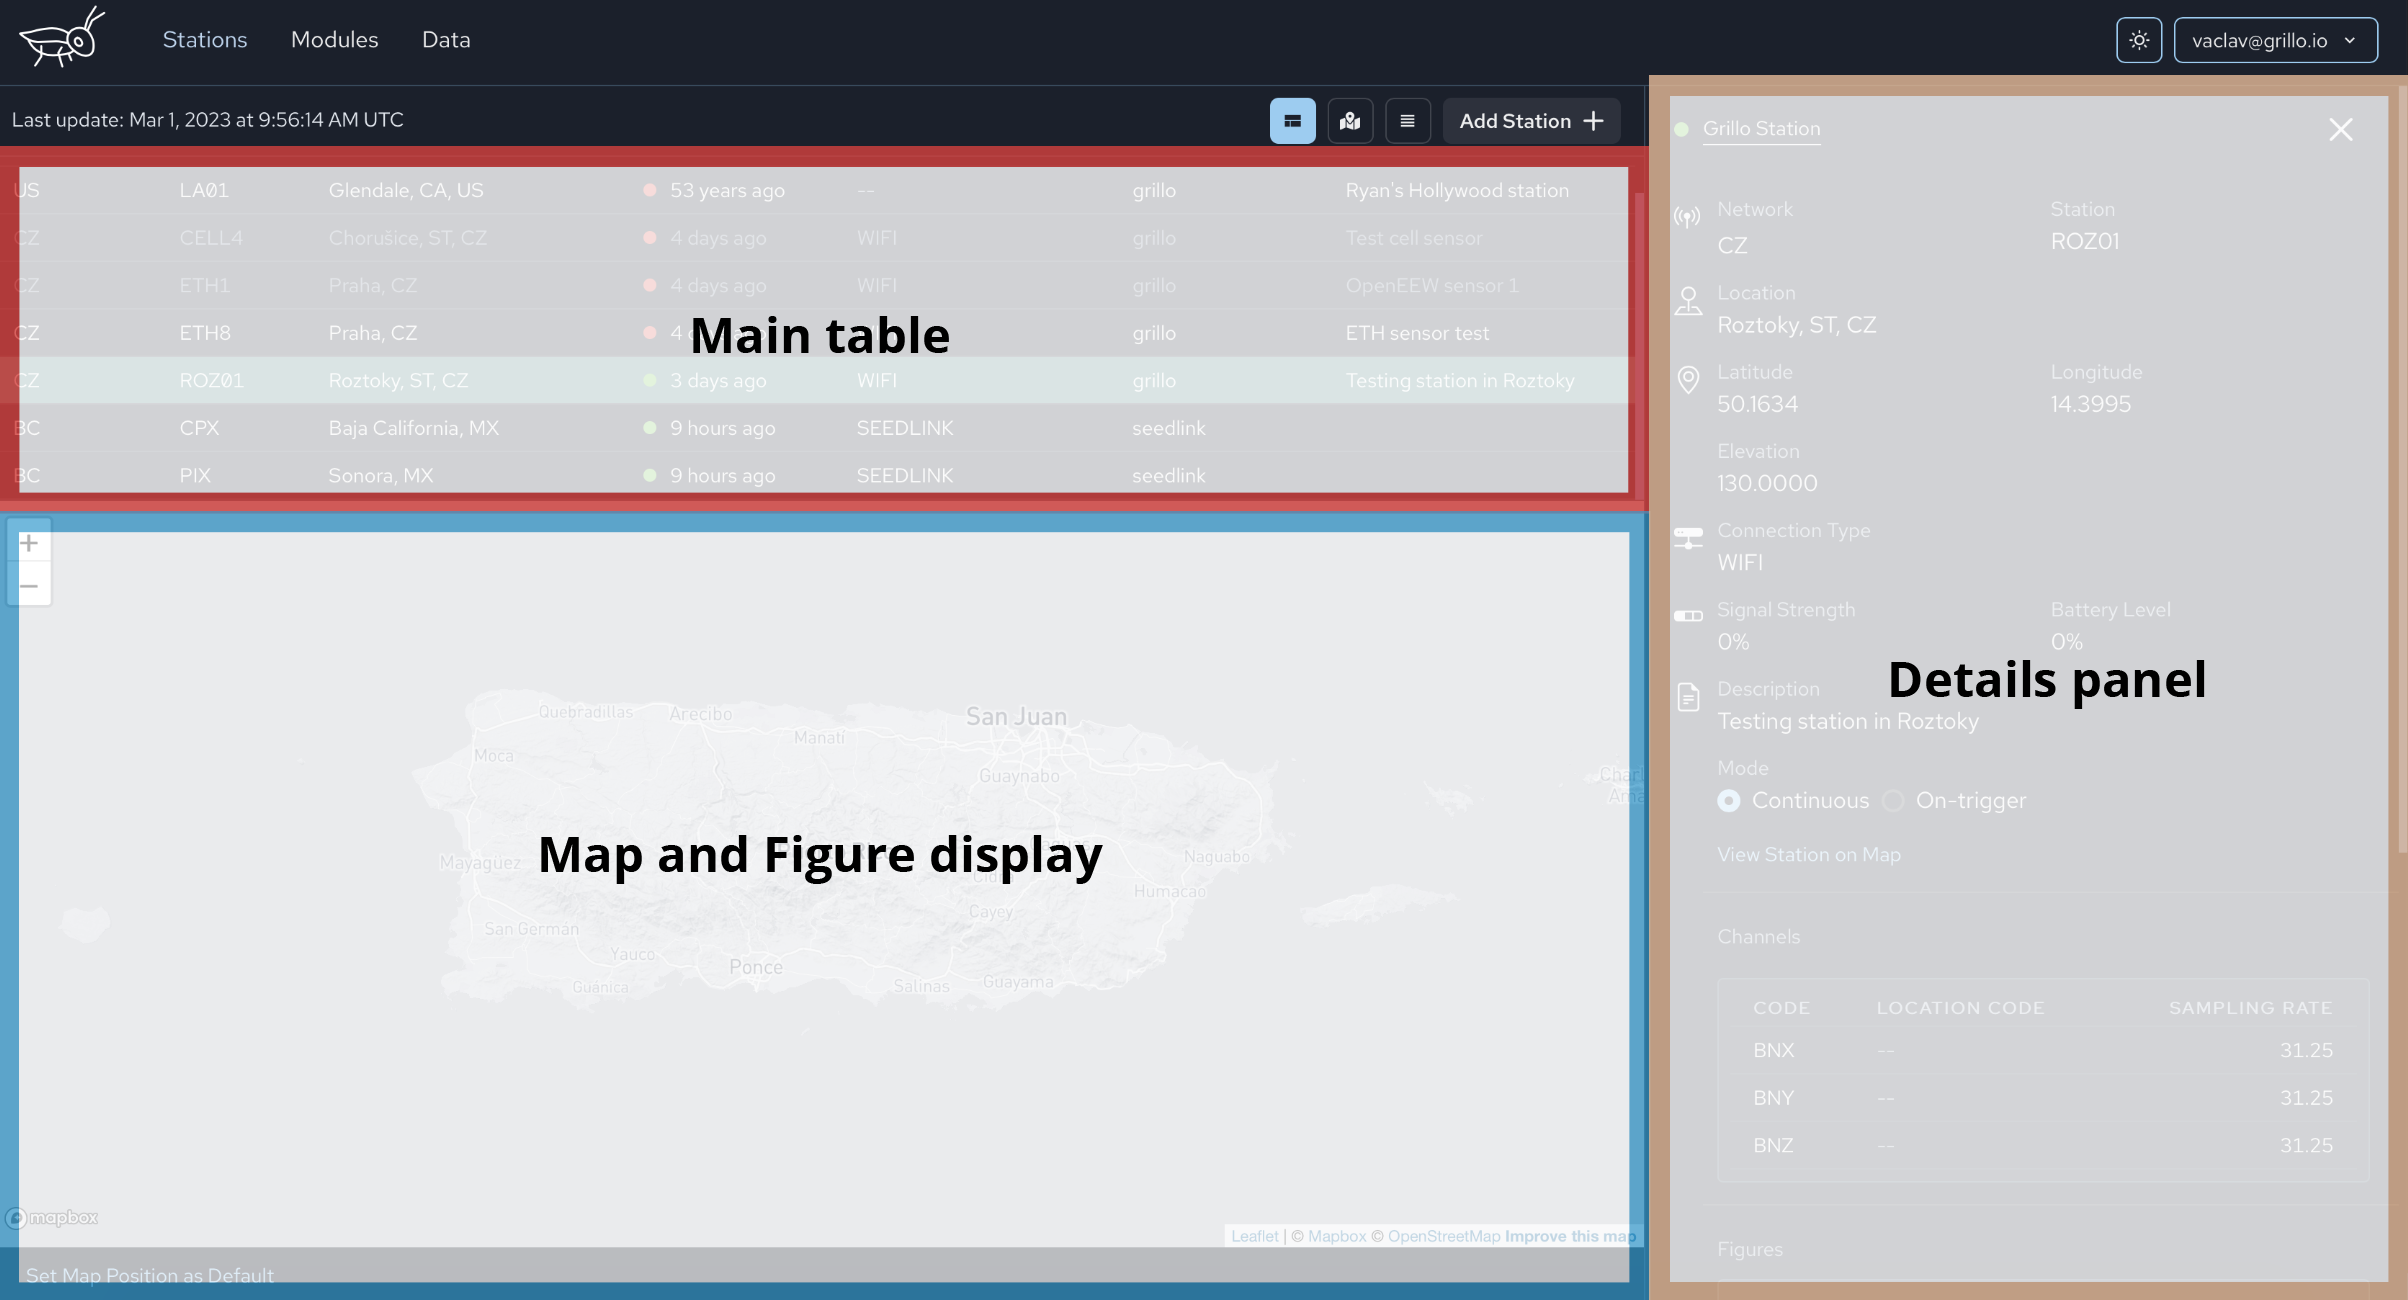 Stations Modules Data vaclav@grillo.io
Last update: Mar 1, 2023 at 9:56:14 AM UTC Add Station
US LA01 Glendale, CA, US 53 years ago -- grillo Ryan's Hollywood station
CZ CELL4 Chorušice, ST, CZ 4 days ago WIFI grillo Test cell sensor
CZ ETH1 Praha, CZ 4 days ago WIFI grillo OpenEEW sensor 1
CZ ETH8 Praha, CZ grillo ETH sensor test
Main table
CZ ROZ01 Roztoky, ST, CZ 3 days ago WIFI grillo Testing station in Roztoky
BC CPX Baja California, MX 9 hours ago SEEDLINK seedlink
BC PIX Sonora, MX 9 hours ago SEEDLINK seedlink
San Juan
Quebradillas
Arecibo
Manatí
Moca
Guaynabo
Map and Figure display
Mayagüez
Naguabo
Humacao
Cayey
San Germán
Yauco
Ponce
Guánica
Salinas
Guayama
mapbox
Leaflet | © Mapbox © OpenStreetMap Improve this map
Set Map Position as Default
Grillo Station
Network Station
CZ ROZ01
Location
Roztoky, ST, CZ
Latitude Longitude
50.1634 14.3995
Elevation
130.0000
Connection Type
WIFI
Signal Strength Battery Level
0% 0%
Details panel
Description
Testing station in Roztoky
Mode
Continuous On-trigger
View Station on Map
Channels
CODE LOCATION CODE SAMPLING RATE
BNX -- 31.25
BNY -- 31.25
BNZ -- 31.25
Figures